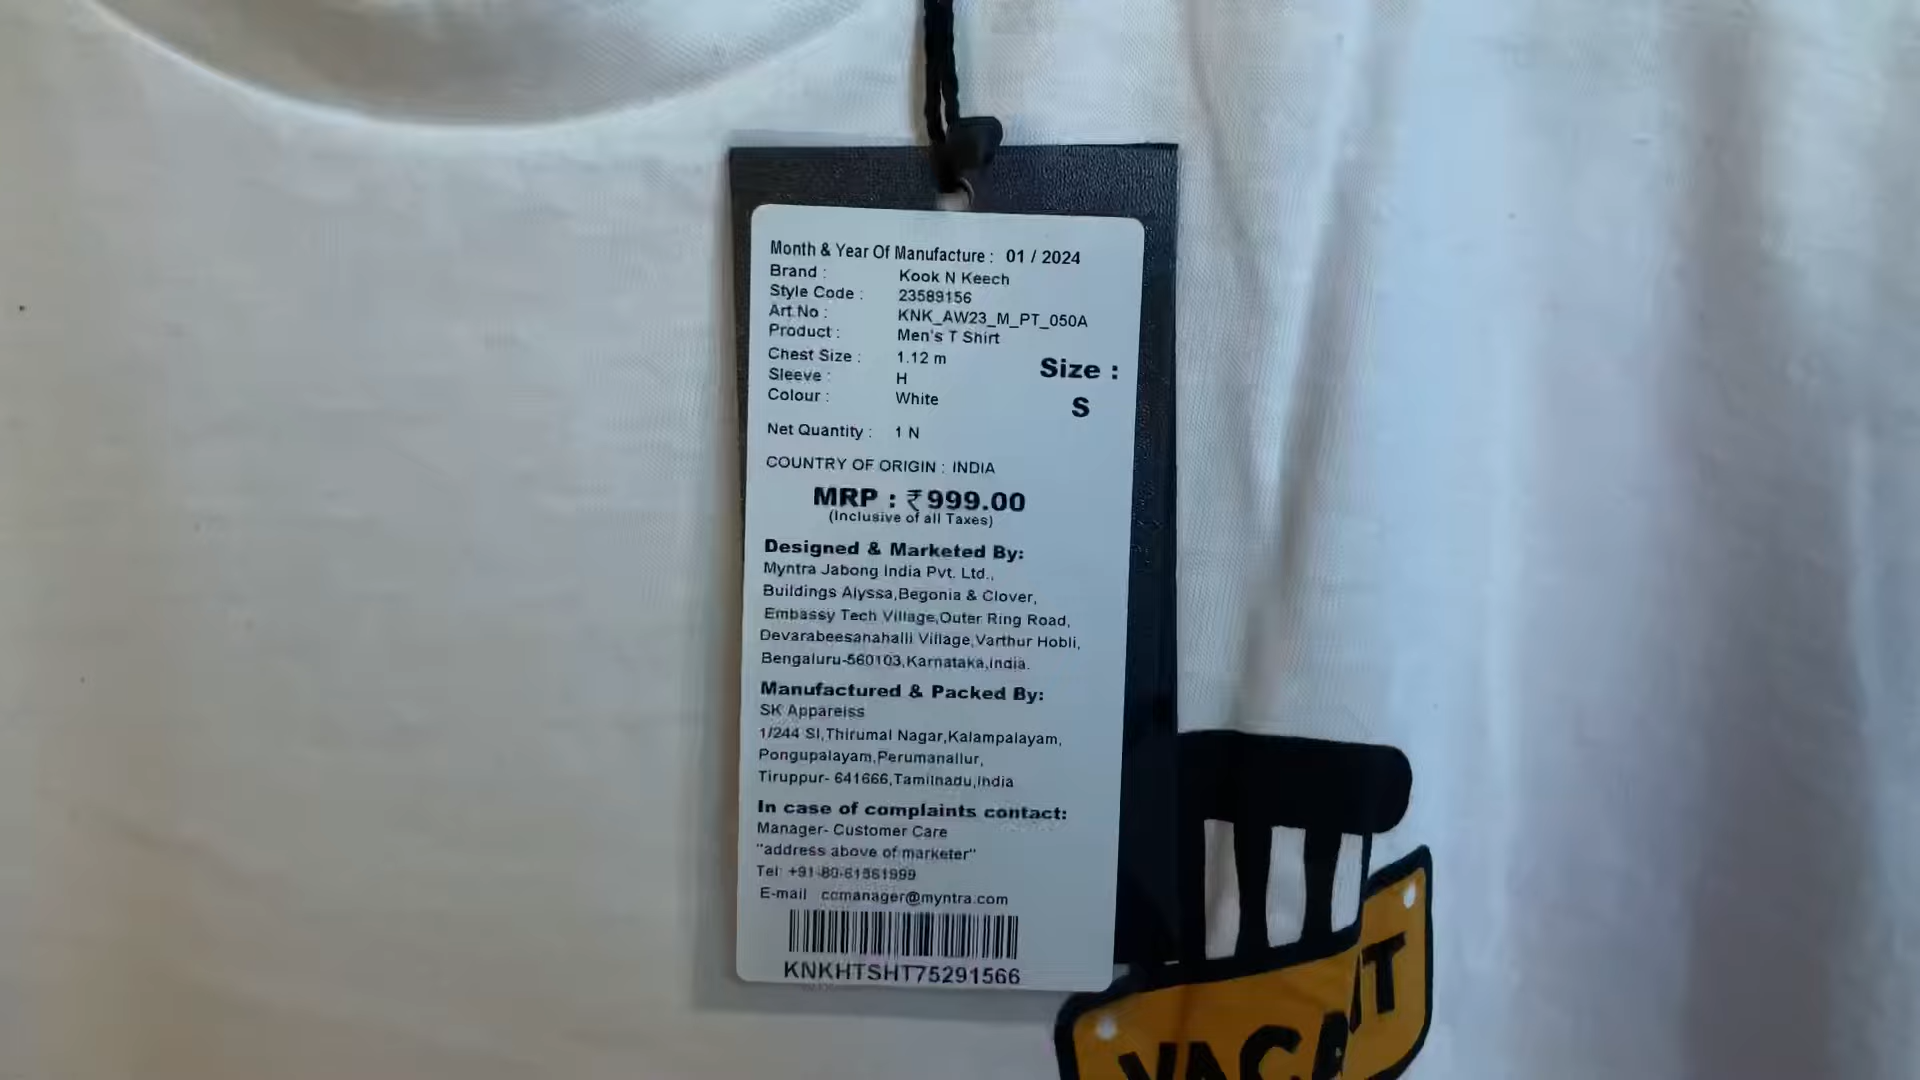 Month & Year Of Manufacture : 01 / 2024
Brand : Kook N Keech
Style Code : 23589156
Art.No : KNK_AW23_M_PT_050A
Product : Men's T Shirt
Chest Size : 1.12 m
Size :
Sleeve : H
Colour : White
S
Net Quantity : 1 N
COUNTRY OF ORIGIN : INDIA
MRP : ₹999.00
(Inclusive of all Taxes)
Designed & Marketed By:
Myntra Jabong India Pvt. Ltd.,
Buildings Alyssa,Begonia & Clover,
Embassy Tech Village,Outer Ring Road,
Devarabeesanahalli Village,Varthur Hobli,
Bengaluru-560103,Karnataka,India.
Manufactured & Packed By:
SK Appareiss
1/244 SI,Thirumal Nagar,Kalampalayam,
Pongupalayam,Perumanallur,
Tiruppur- 641666,Tamilnadu,India
In case of complaints contact:
Manager- Customer Care
"address above of marketer"
Tel: +91-80-61561999
E-mail ccmanager@myntra.com
KNKHTSHT75291566
VACANT